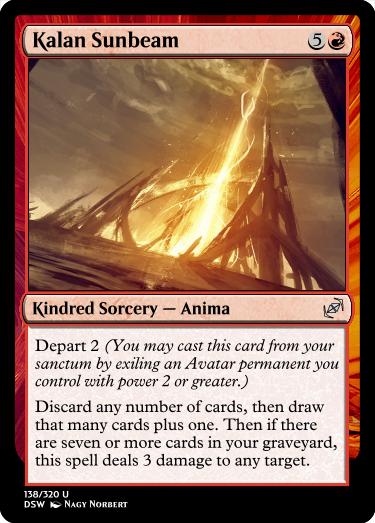 Kalan Sunbeam 5
Kindred Sorcery — Anima
Depart 2 (You may cast this card from your
sanctum by exiling an Avatar permanent you
control with power 2 or greater.)
Discard any number of cards, then draw
that many cards plus one. Then if there
are seven or more cards in your graveyard,
this spell deals 3 damage to any target.
138/320 U
DSW Nagy Norbert